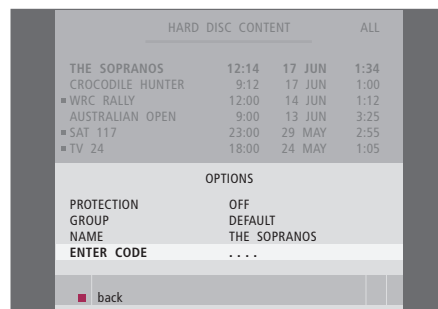 HARD DISC CONTENT ALL
THE SOPRANOS 12:14 17 JUN 1:34
CROCODILE HUNTER 9:12 17 JUN 1:00
WRC RALLY 12:00 14 JUN 1:12
AUSTRALIAN OPEN 9:00 13 JUN 3:25
SAT 117 23:00 29 MAY 2:55
TV 24 18:00 24 MAY 1:05
OPTIONS
PROTECTION OFF
GROUP DEFAULT
NAME THE SOPRANOS
ENTER CODE ....
back